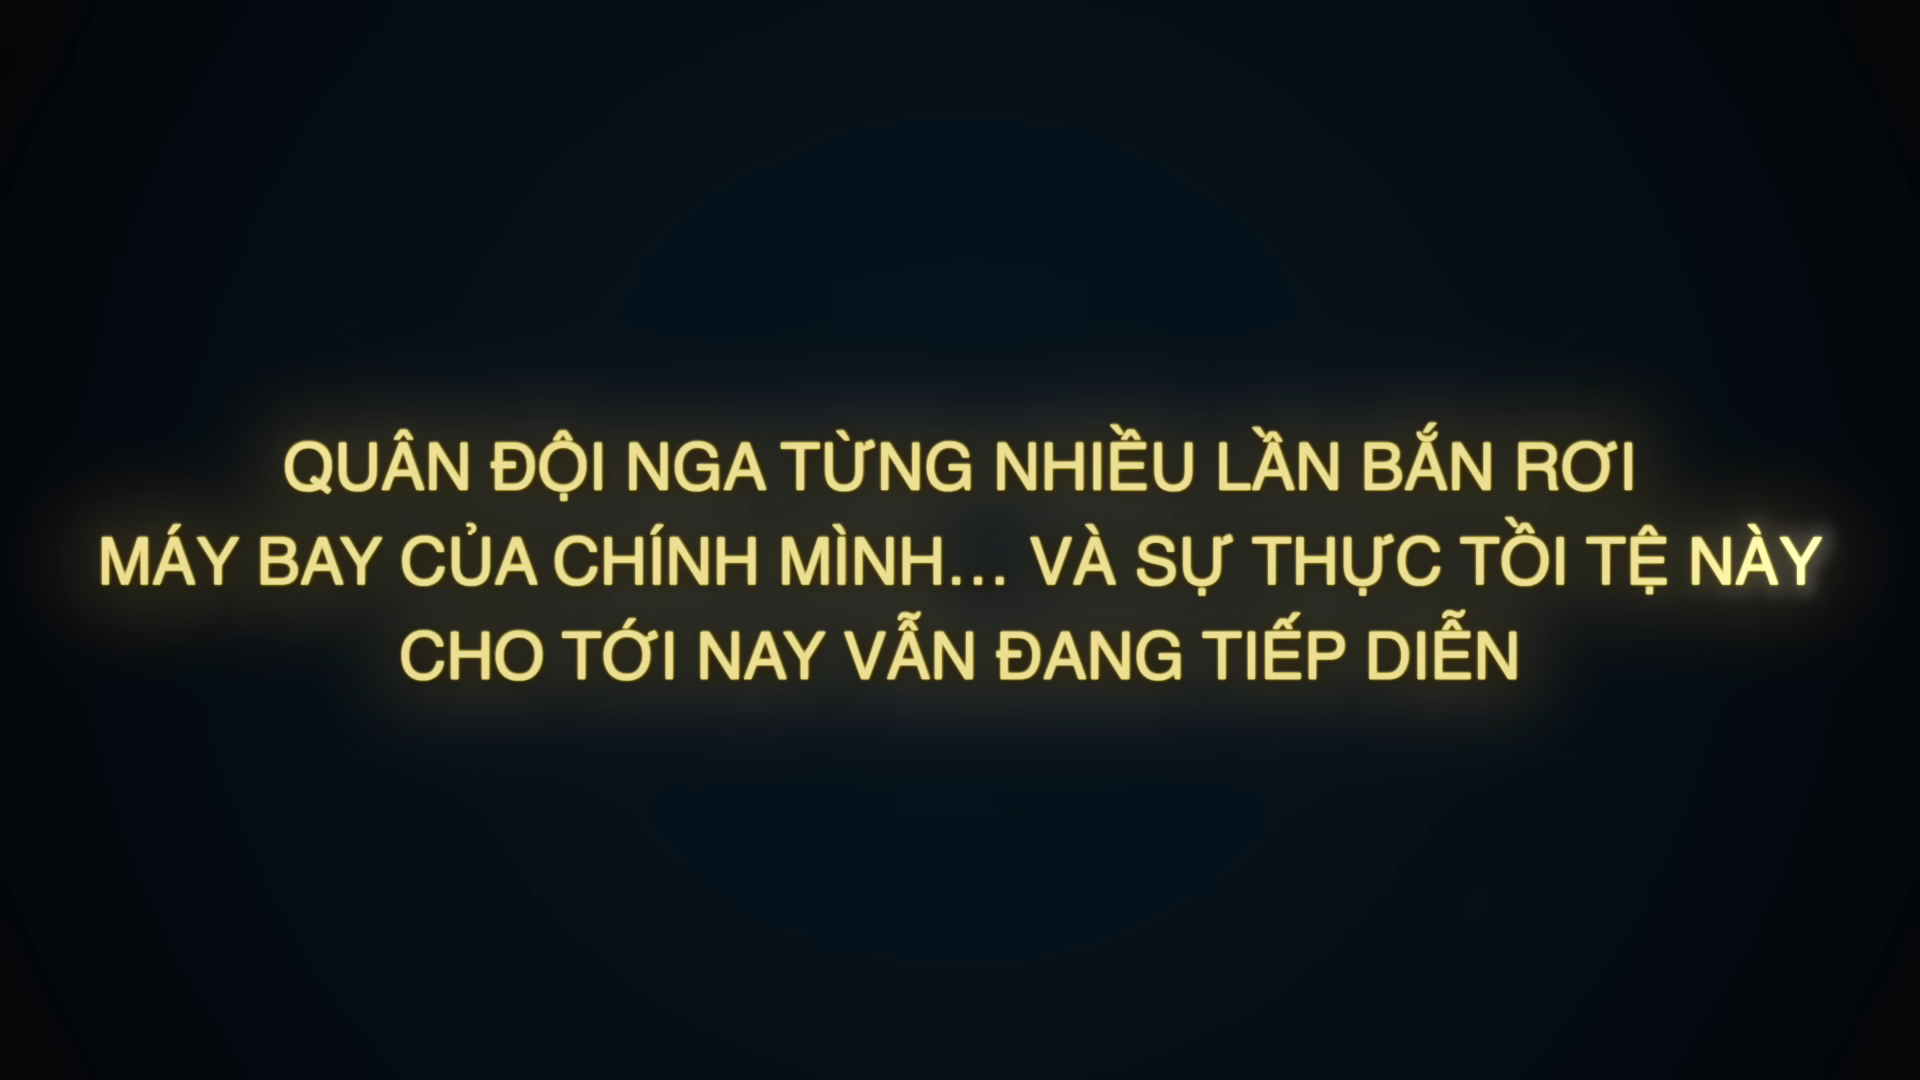 QUÂN ĐỘI NGA TỪNG NHIỀU LẦN BẮN RƠI
MÁY BAY CỦA CHÍNH MÌNH... VÀ SỰ THỰC TỒI TỆ NÀY
CHO TỚI NAY VẪN ĐANG TIẾP DIỄN